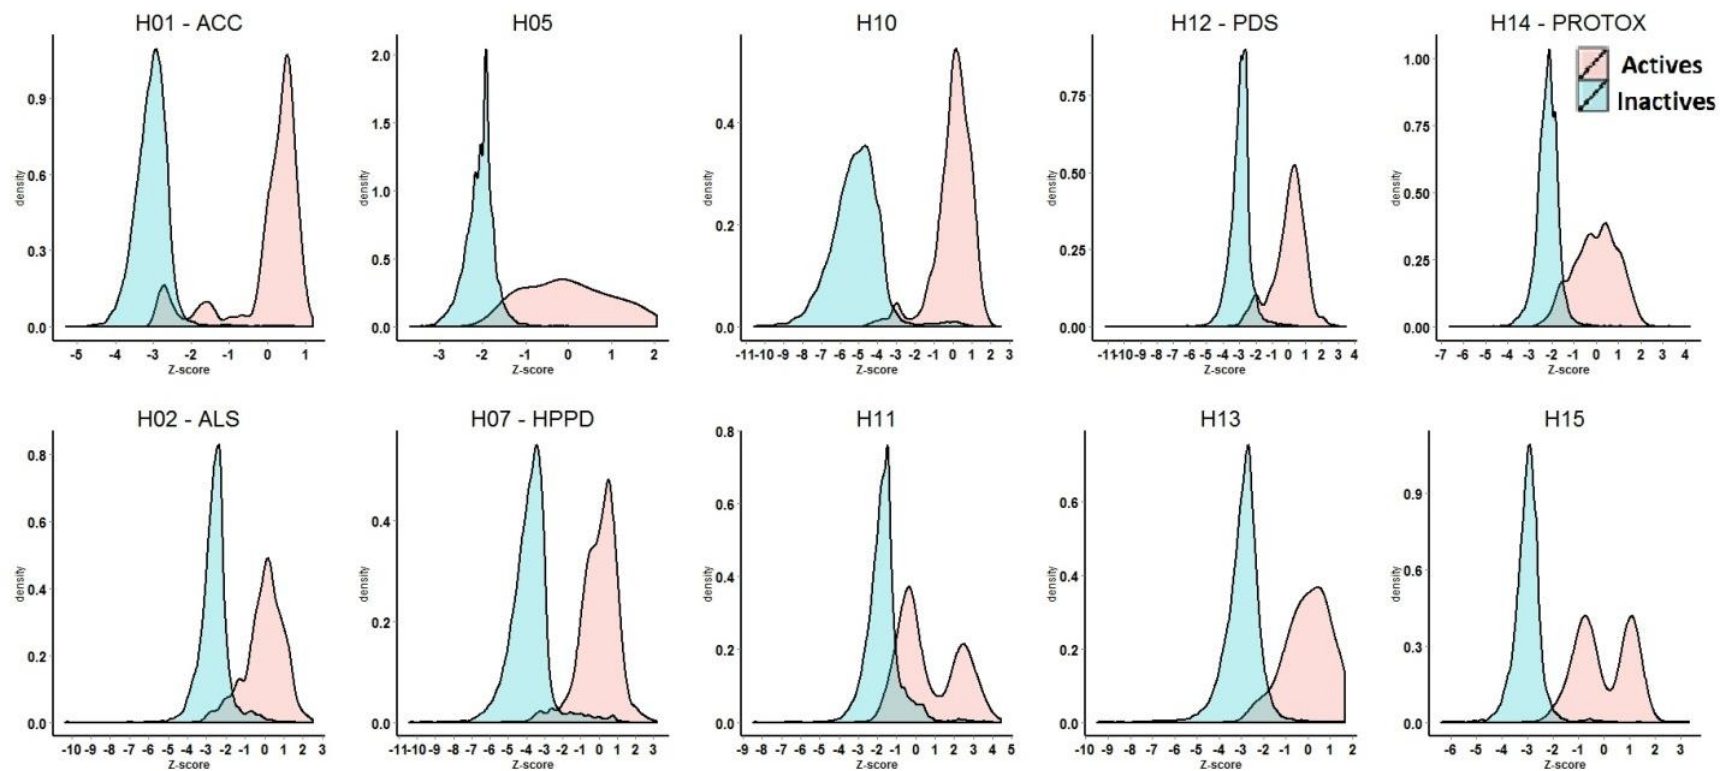 H01 - ACC
0.9
0.6
0.3
0.0
density
-5 -4 -3 -2 -1 0 1
Z-score
H05
2.0
1.5
1.0
0.5
0.0
density
-3 -2 -1 0 1 2
Z-score
H10
0.4
0.2
0.0
density
-11-10 -9 -8 -7 -6 -5 -4 -3 -2 -1 0 1 2 3
Z-score
H12 - PDS
0.75
0.50
0.25
0.00
density
-11-10 -9 -8 -7 -6 -5 -4 -3 -2 -1 0 1 2 3 4
Z-score
H14 - PROTOX
Actives
Inactives
1.00
0.75
0.50
0.25
0.00
density
-7 -6 -5 -4 -3 -2 -1 0 1 2 3 4
Z-score
H02 - ALS
0.8
0.6
0.4
0.2
0.0
density
-10 -9 -8 -7 -6 -5 -4 -3 -2 -1 0 1 2 3
Z-score
H07 - HPPD
0.4
0.2
0.0
density
-11-10 -9 -8 -7 -6 -5 -4 -3 -2 -1 0 1 2 3
Z-score
H11
0.8
0.6
0.4
0.2
0.0
density
-9 -8 -7 -6 -5 -4 -3 -2 -1 0 1 2 3 4 5
Z-score
H13
0.6
0.4
0.2
0.0
density
-10 -9 -8 -7 -6 -5 -4 -3 -2 -1 0 1 2
Z-score
H15
0.9
0.6
0.3
0.0
density
-6 -5 -4 -3 -2 -1 0 1 2 3
Z-score